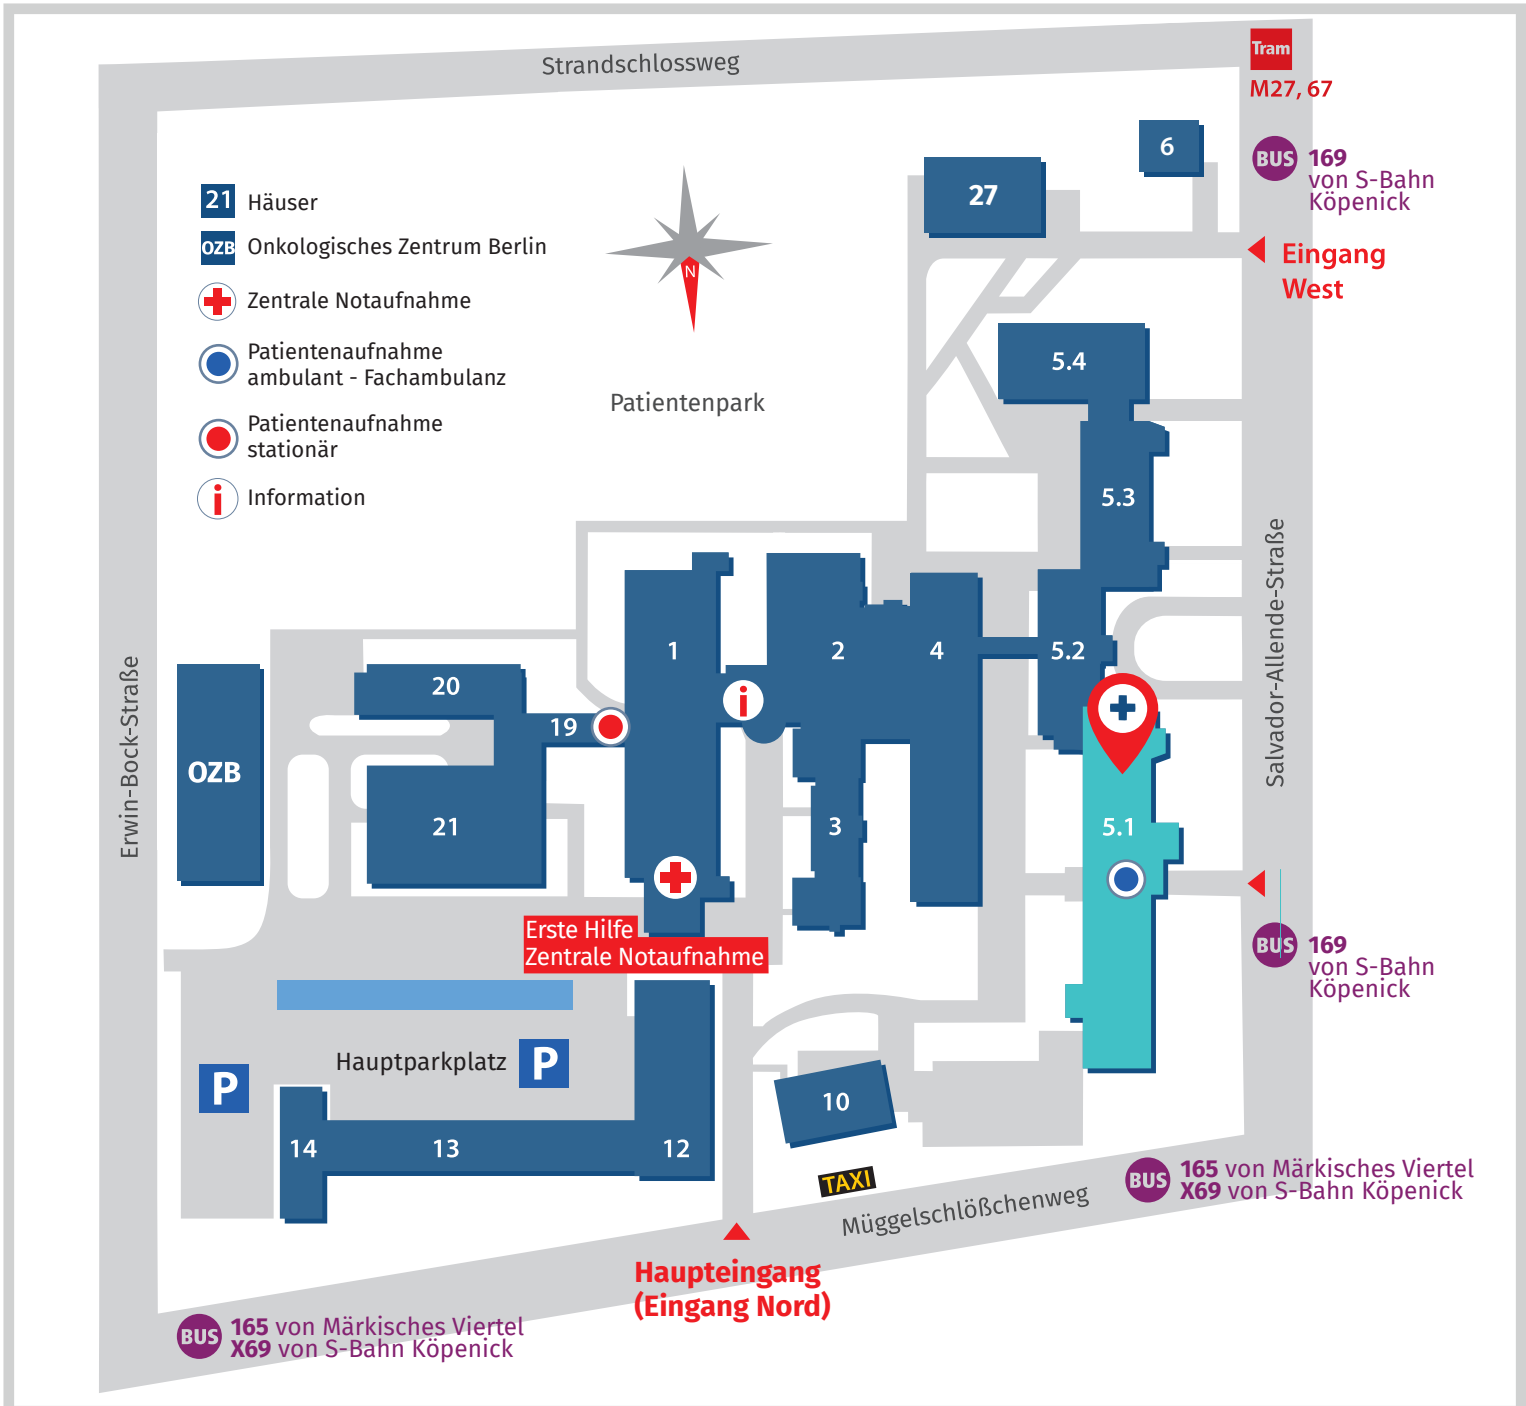 Strandschlossweg
Tram
M27, 67
BUS 169
von S-Bahn
Köpenick
6
27
21 Häuser
OZB Onkologisches Zentrum Berlin
Zentrale Notaufnahme
Patientenaufnahme
ambulant - Fachambulanz
Patientenaufnahme
stationär
i Information
N
Patientenpark
Eingang
West
5.4
5.3
Salvador-Allende-Straße
Erwin-Bock-Straße
1
2
4
5.2
20
i
19
OZB
21
3
5.1
Erste Hilfe
Zentrale Notaufnahme
BUS 169
von S-Bahn
Köpenick
Hauptparkplatz P
P
10
14
13
12
TAXI
Müggelschlößchenweg
BUS 165 von Märkisches Viertel
X69 von S-Bahn Köpenick
Haupteingang
(Eingang Nord)
BUS 165 von Märkisches Viertel
X69 von S-Bahn Köpenick